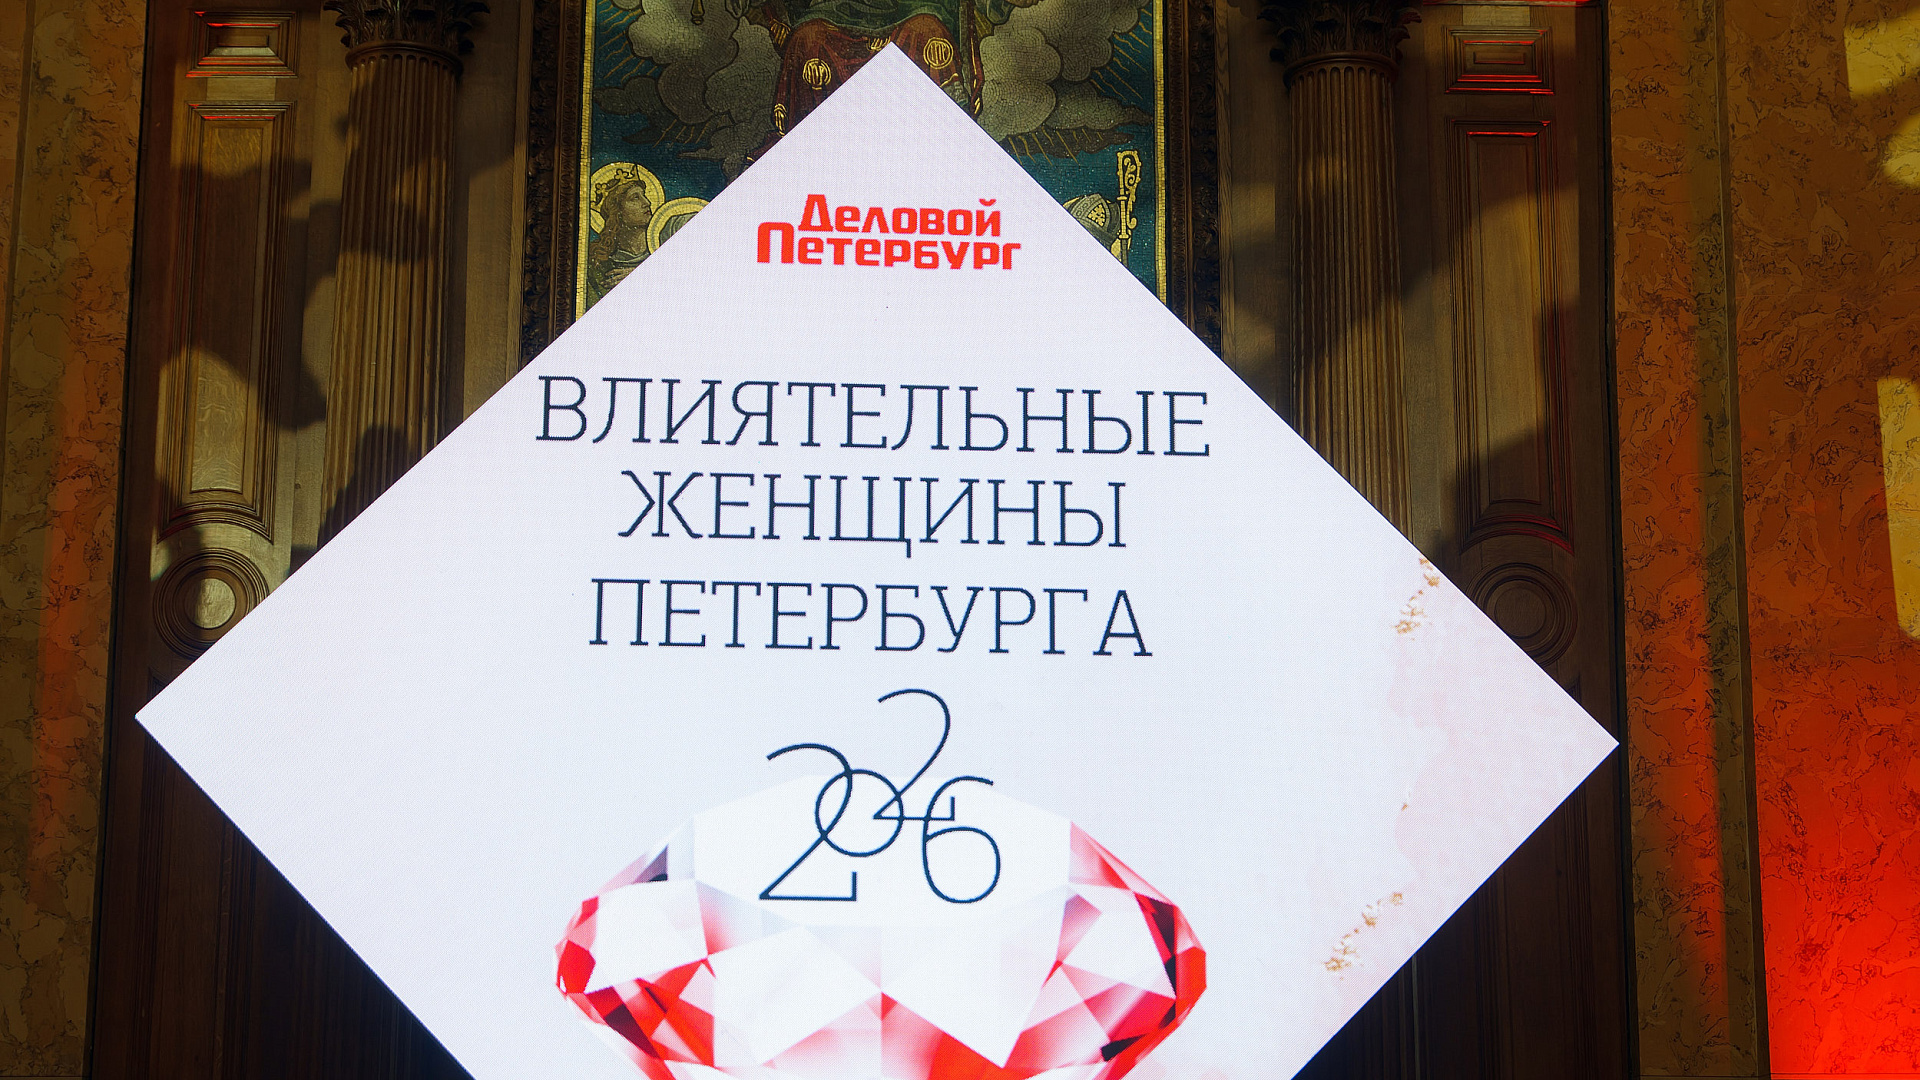 Деловой
Петербург
ВЛИЯТЕЛЬНЫЕ
ЖЕНЩИНЫ
ПЕТЕРБУРГА
2026